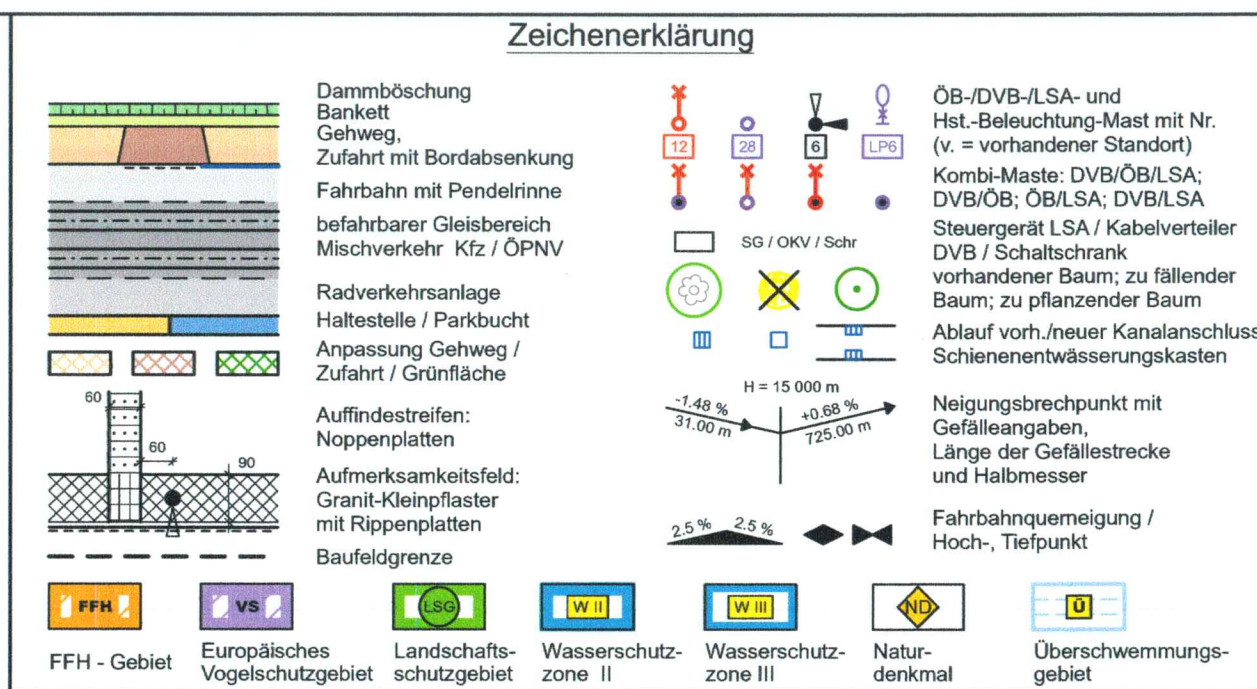 Zeichenerklärung
Dammböschung
Bankett
Gehweg,
Zufahrt mit Bordabsenkung
Fahrbahn mit Pendelrinne
befahrbarer Gleisbereich
Mischverkehr Kfz / ÖPNV
Radverkehrsanlage
Haltestelle / Parkbucht
Anpassung Gehweg /
Zufahrt / Grünfläche
60
60
90
Auffindestreifen:
Noppenplatten
Aufmerksamkeitsfeld:
Granit-Kleinpflaster
mit Rippenplatten
Baufeldgrenze
12
28
6
LP6
ÖB-/DVB-/LSA- und
Hst.-Beleuchtung-Mast mit Nr.
(v. = vorhandener Standort)
Kombi-Maste: DVB/ÖB/LSA;
DVB/ÖB; ÖB/LSA; DVB/LSA
SG / OKV / Schr
Steuergerät LSA / Kabelverteiler
DVB / Schaltschrank
vorhandener Baum; zu fällender
Baum; zu pflanzender Baum
Ablauf vorh./neuer Kanalanschluss
Schienenentwässerungskasten
H = 15 000 m
-1.48 %
31.00 m
+0.68 %
725.00 m
Neigungsbrechpunkt mit
Gefälleangaben,
Länge der Gefällestrecke
und Halbmesser
2.5 %
2.5 %
Fahrbahnquerneigung /
Hoch-, Tiefpunkt
FFH
VS
LSG
W II
W III
ND
Ü
FFH - Gebiet
Europäisches
Vogelschutzgebiet
Landschafts-
schutzgebiet
Wasserschutz-
zone II
Wasserschutz-
zone III
Natur-
denkmal
Überschwemmungs-
gebiet